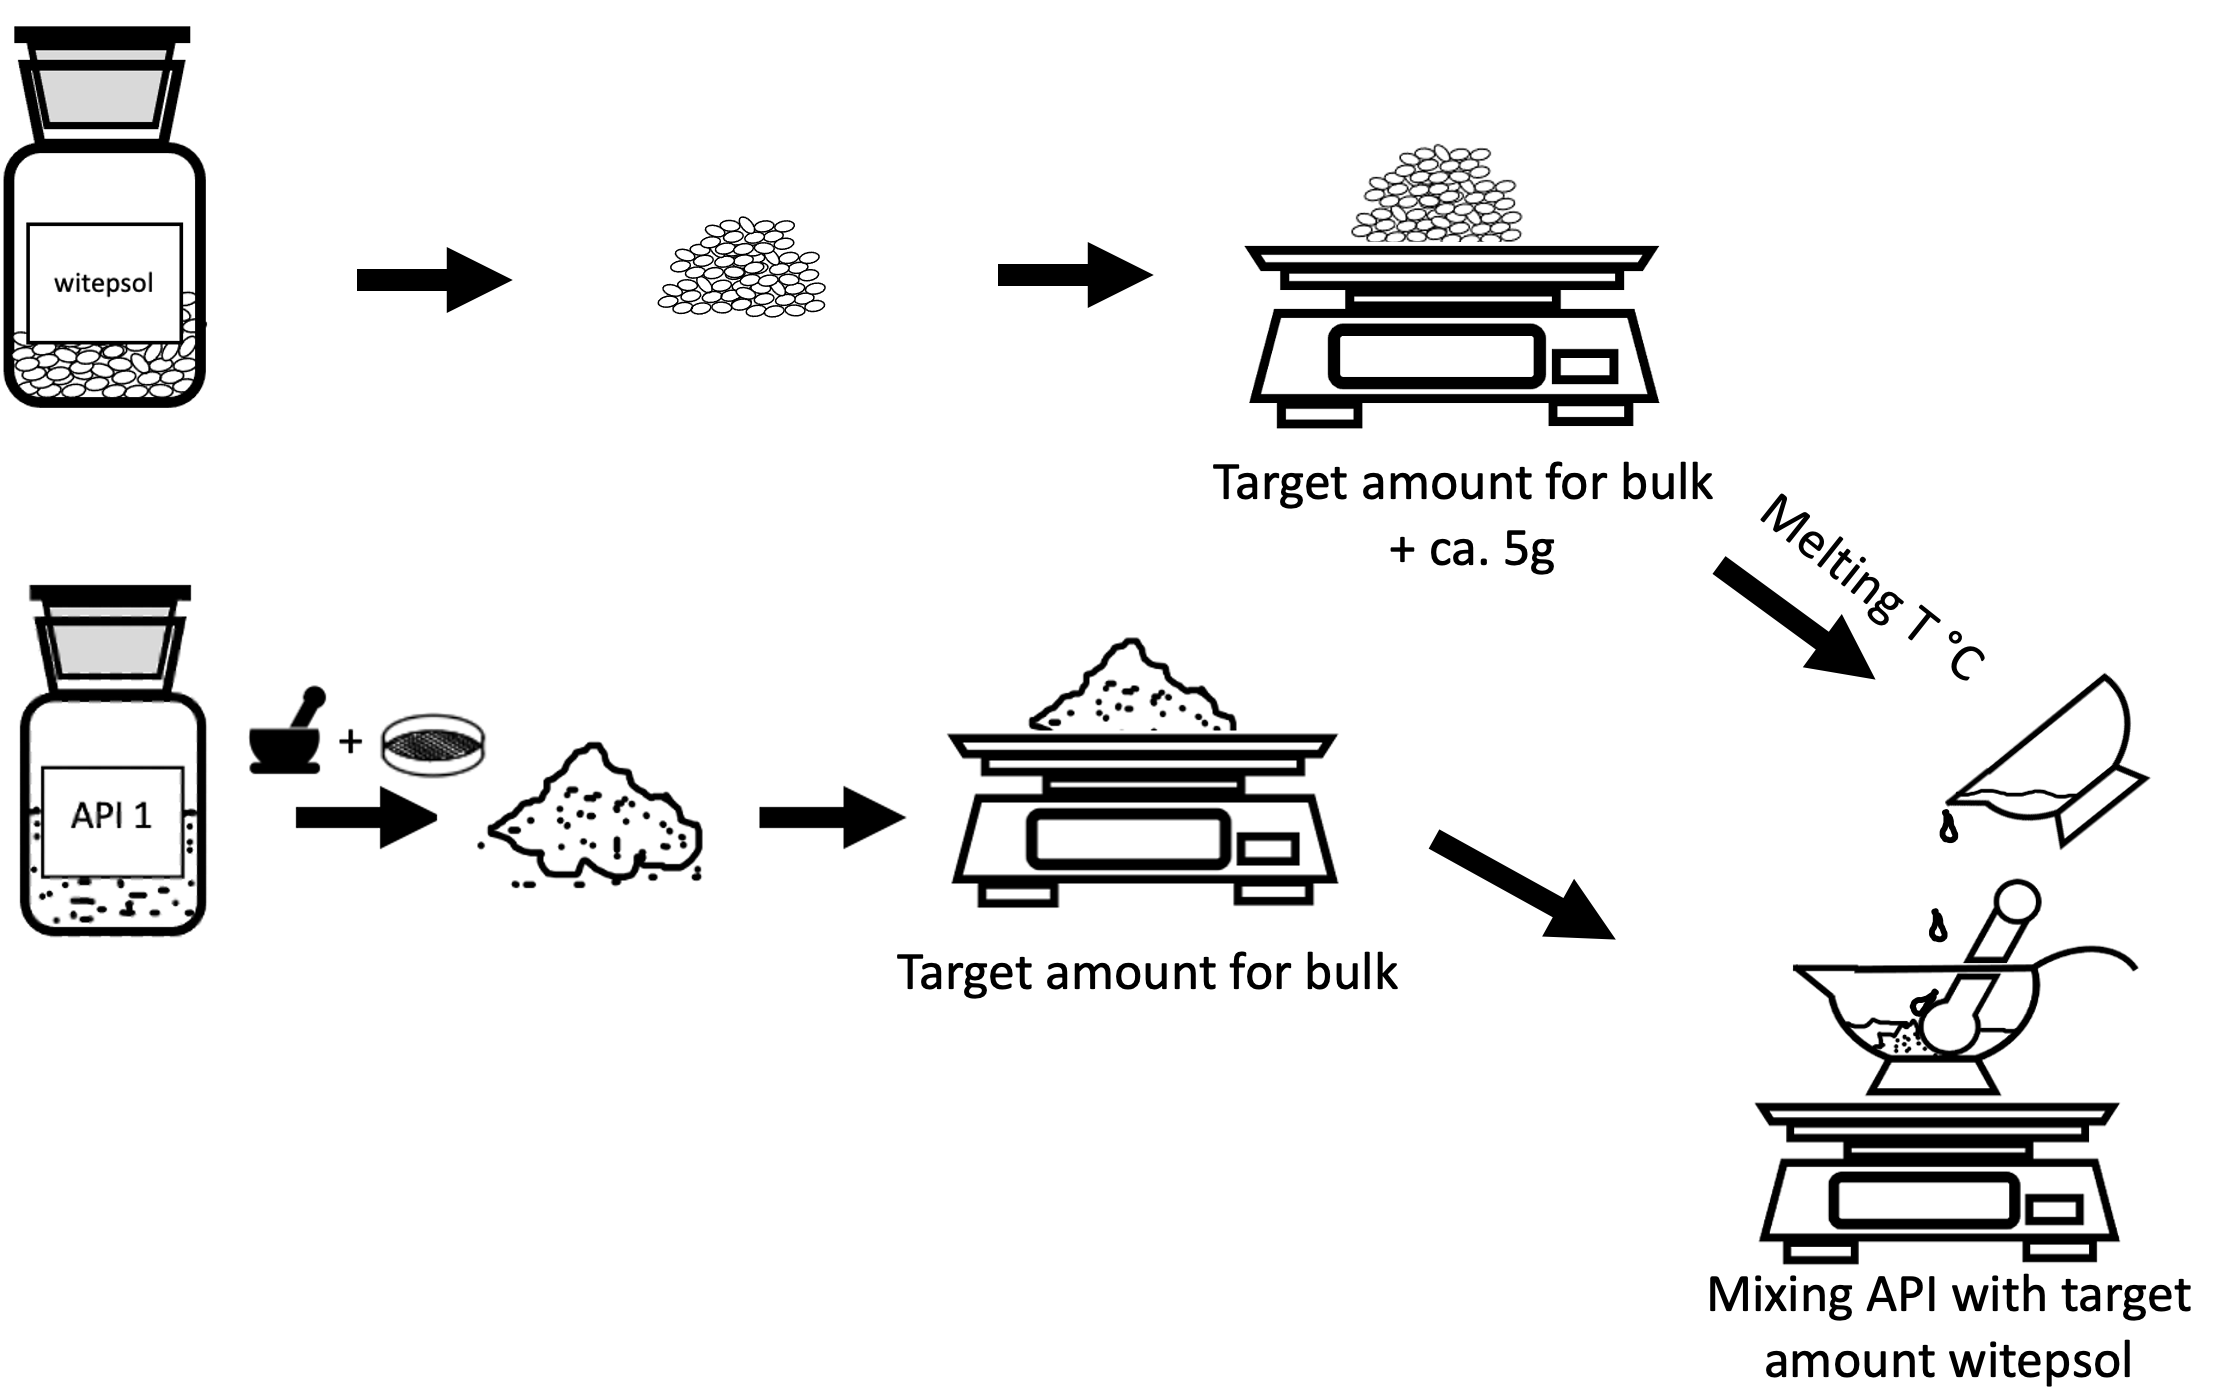 witepsol
Target amount for bulk
+ ca. 5g
Melting T °C
API 1
+
Target amount for bulk
Mixing API with target
amount witepsol